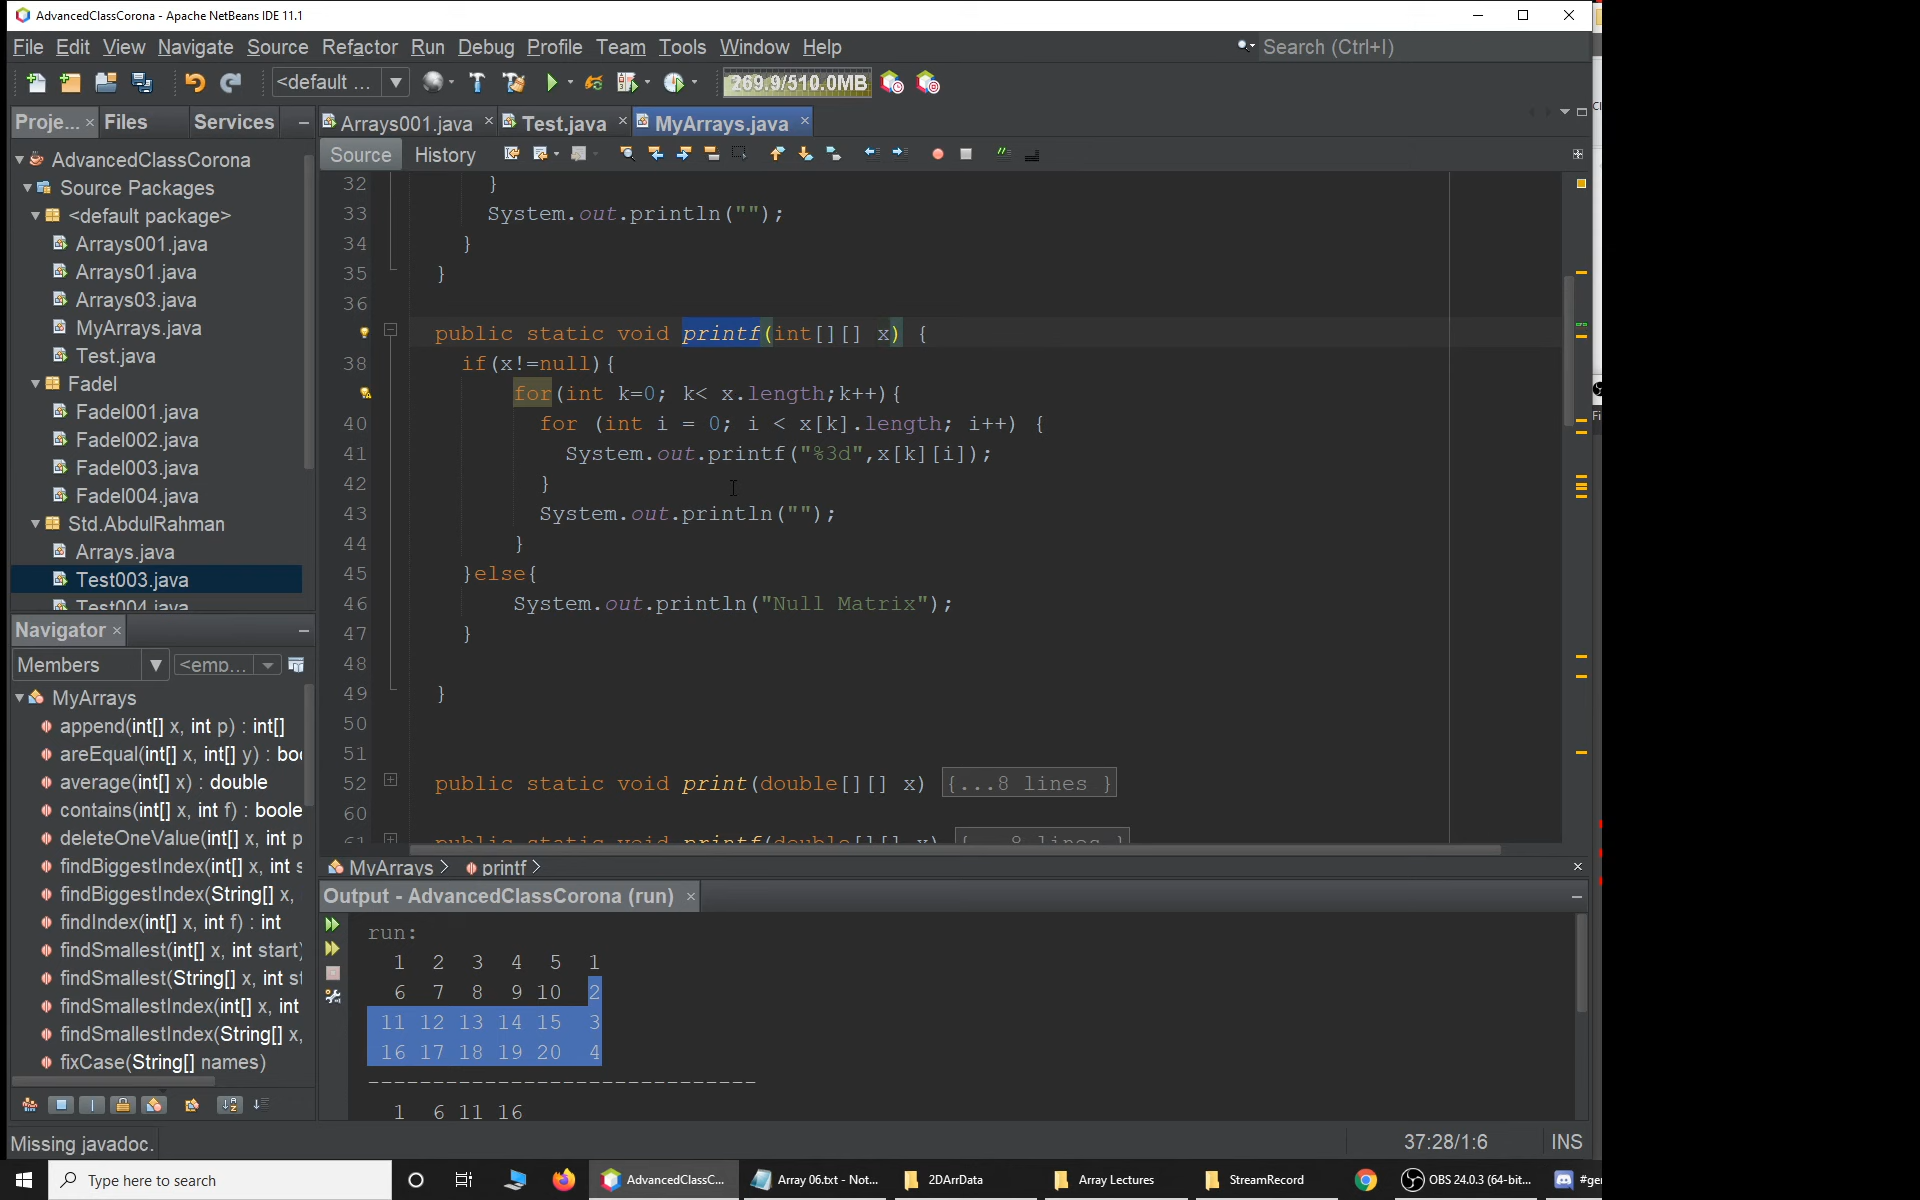 AdvancedClassCorona - Apache NetBeans IDE 11.1
File Edit View Navigate Source Refactor Run Debug Profile Team Tools Window Help
Search (Ctrl+I)
<default ...
269.9/510.0MB
Proje... × Files Services
Arrays001.java × Test.java × MyArrays.java ×
Source History
AdvancedClassCorona
Source Packages
<default package>
Arrays001.java
Arrays01.java
Arrays03.java
MyArrays.java
Test.java
Fadel
Fadel001.java
Fadel002.java
Fadel003.java
Fadel004.java
Std.AbdulRahman
Arrays.java
Test003.java
Test004.java
32 }
33 System.out.println("");
34 }
35 }
36
public static void printf(int[][] x) {
38 if(x!=null){
for(int k=0; k< x.length;k++){
40 for (int i = 0; i < x[k].length; i++) {
41 System.out.printf("%3d",x[k][i]);
42 }
43 System.out.println("");
44 }
45 }else{
46 System.out.println("Null Matrix");
47 }
48
49 }
50
51
52 public static void print(double[][] x) {...8 lines }
60
61 public static void printf(double[][] x) {...8 lines }
MyArrays printf
Navigator ×
Members <emp...
MyArrays
append(int[] x, int p) : int[]
areEqual(int[] x, int[] y) : boo
average(int[] x) : double
contains(int[] x, int f) : boole
deleteOneValue(int[] x, int p
findBiggestIndex(int[] x, int s
findBiggestIndex(String[] x,
findIndex(int[] x, int f) : int
findSmallest(int[] x, int start)
findSmallest(String[] x, int st
findSmallestIndex(int[] x, int
findSmallestIndex(String[] x,
fixCase(String[] names)
Output - AdvancedClassCorona (run) ×
run:
1 2 3 4 5 1
6 7 8 9 10 2
11 12 13 14 15 3
16 17 18 19 20 4
------------------------------
1 6 11 16
Missing javadoc.
37:28/1:6 INS
Type here to search
AdvancedClassC...
Array 06.txt - Not...
2DArrData
Array Lectures
StreamRecord
OBS 24.0.3 (64-bit...
#ge